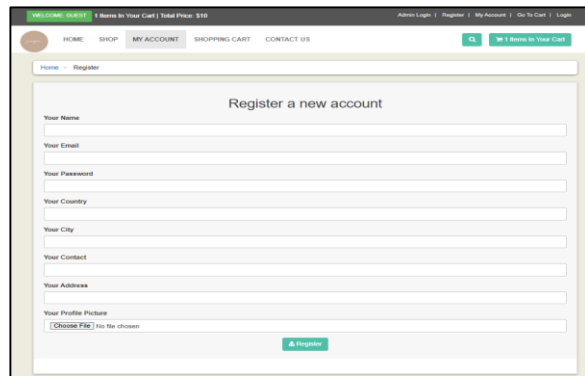 WELCOME: GUEST 1 Items In Your Cart | Total Price: $10
Admin Login | Register | My Account | Go To Cart | Login
HOME SHOP MY ACCOUNT SHOPPING CART CONTACT US
1 Items In Your Cart
Home > Register
Register a new account
Your Name
Your Email
Your Password
Your Country
Your City
Your Contact
Your Address
Your Profile Picture
Choose File No file chosen
Register